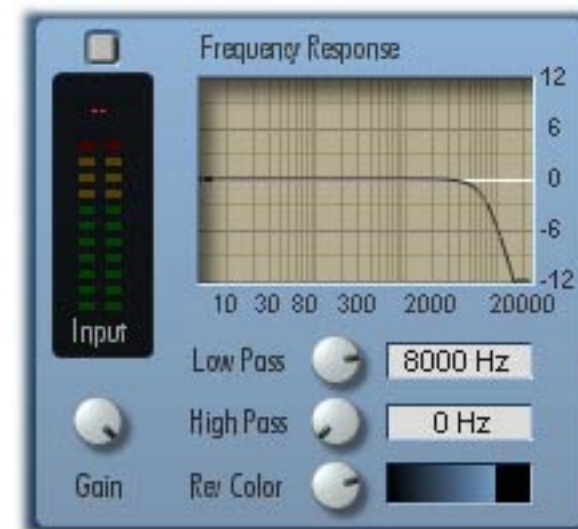 Frequency Response
12
6
0
-6
-12
10 30 80 300 2000 20000
--
Input
Low Pass 8000 Hz
High Pass 0 Hz
Gain Rev Color